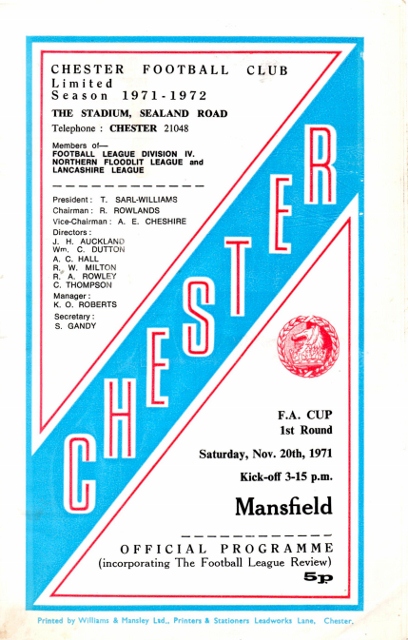 CHESTER FOOTBALL CLUB
Limited
Season 1971-1972
THE STADIUM, SEALAND ROAD
Telephone : CHESTER 21048
Members of—
FOOTBALL LEAGUE DIVISION IV.
NORTHERN FLOODLIT LEAGUE and
LANCASHIRE LEAGUE
President : T. SARL-WILLIAMS
Chairman : R. ROWLANDS
Vice-Chairman : A. E. CHESHIRE
Directors :
J. H. AUCKLAND
Wm. C. DUTTON
A. C. HALL
R. W. MILTON
R. A. ROWLEY
C. THOMPSON
Manager :
K. O. ROBERTS
Secretary :
S. GANDY
CHESTER
F.A. CUP
1st Round
Saturday, Nov. 20th, 1971
Kick-off 3-15 p.m.
Mansfield
OFFICIAL PROGRAMME
(incorporating The Football League Review)
5p
Printed by Williams & Mansley Ltd., Printers & Stationers Leadworks Lane, Chester.